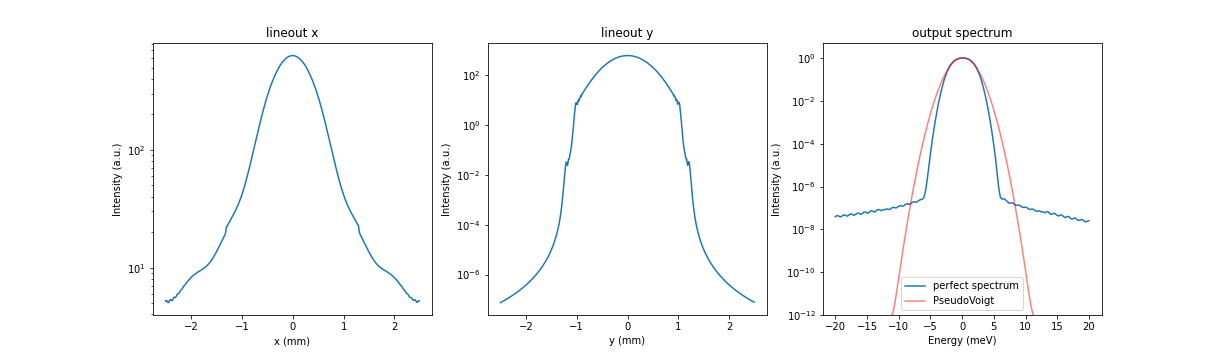 lineout x
Intensity (a.u.)
10²
10¹
−2 −1 0 1 2
x (mm)
lineout y
Intensity (a.u.)
10²
10⁰
10⁻²
10⁻⁴
10⁻⁶
−2 −1 0 1 2
y (mm)
output spectrum
Intensity (a.u.)
10⁰
10⁻²
10⁻⁴
10⁻⁶
10⁻⁸
10⁻¹⁰
10⁻¹²
perfect spectrum
PseudoVoigt
−20 −15 −10 −5 0 5 10 15 20
Energy (meV)